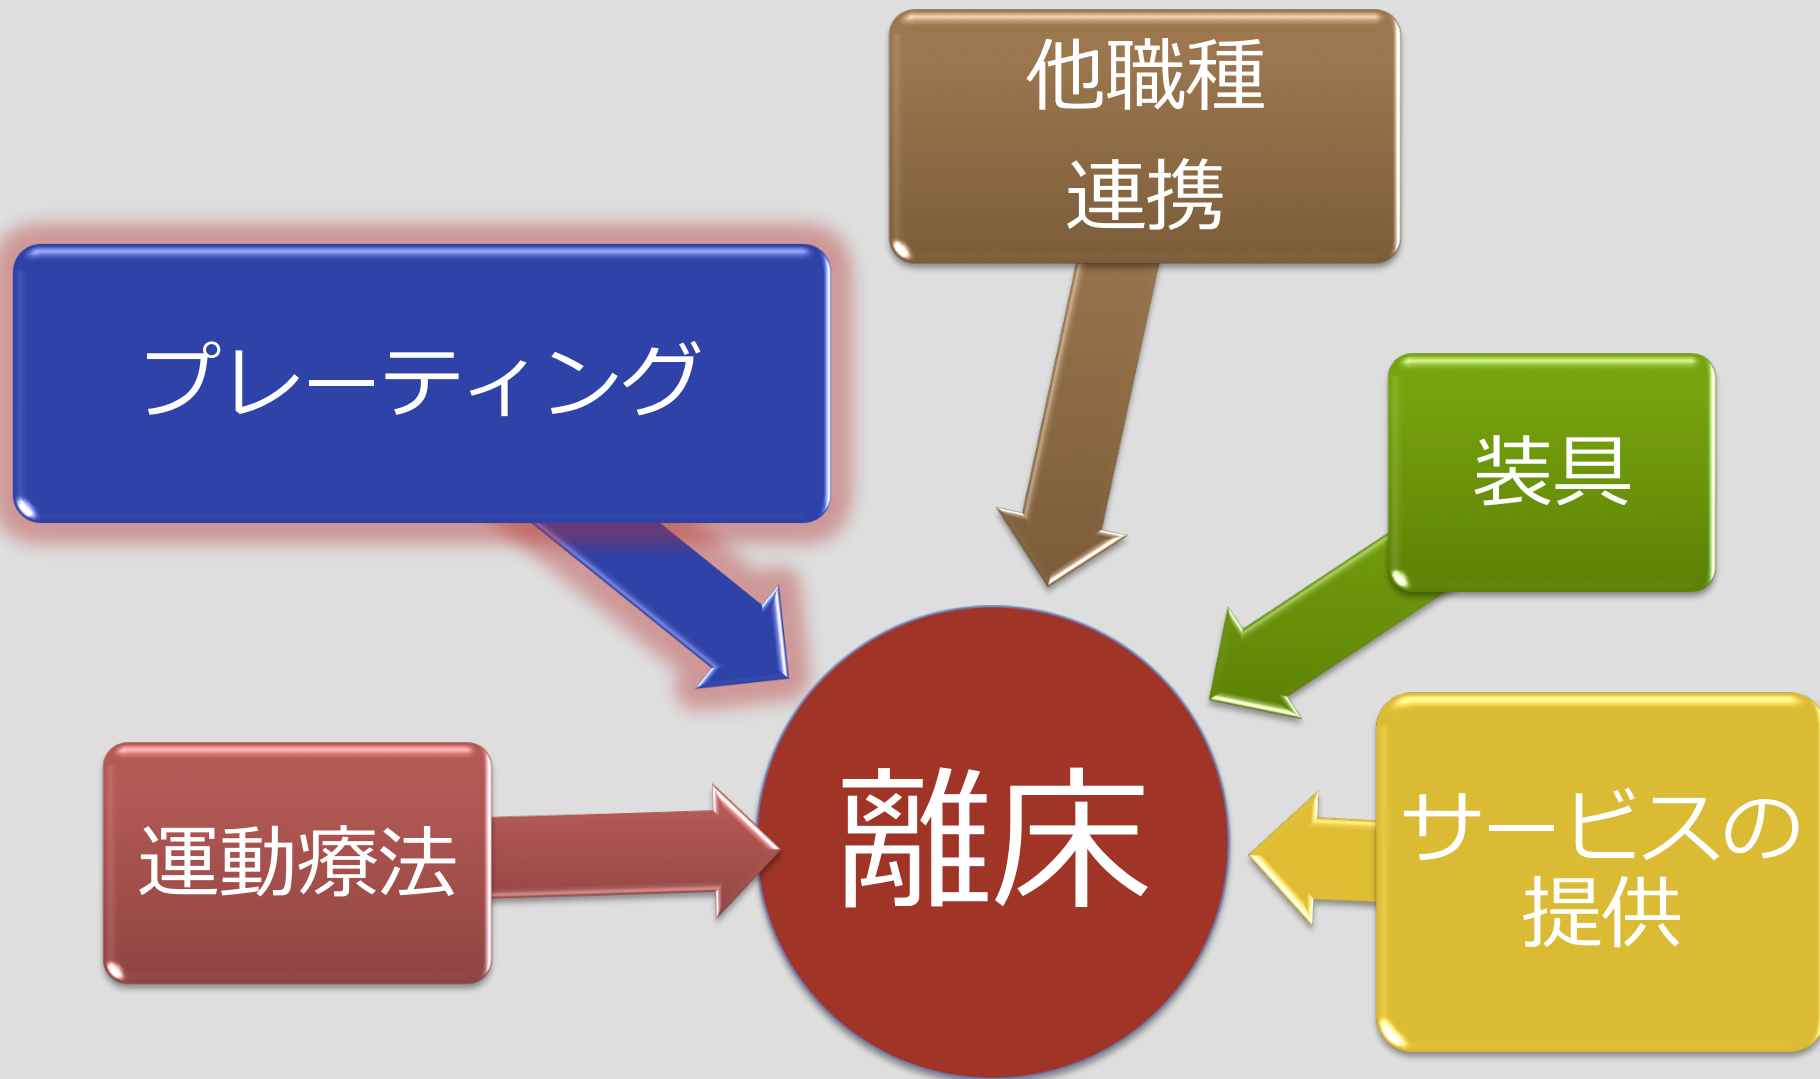 他職種
連携
プレーティング
装具
運動療法
離床
サービスの
提供